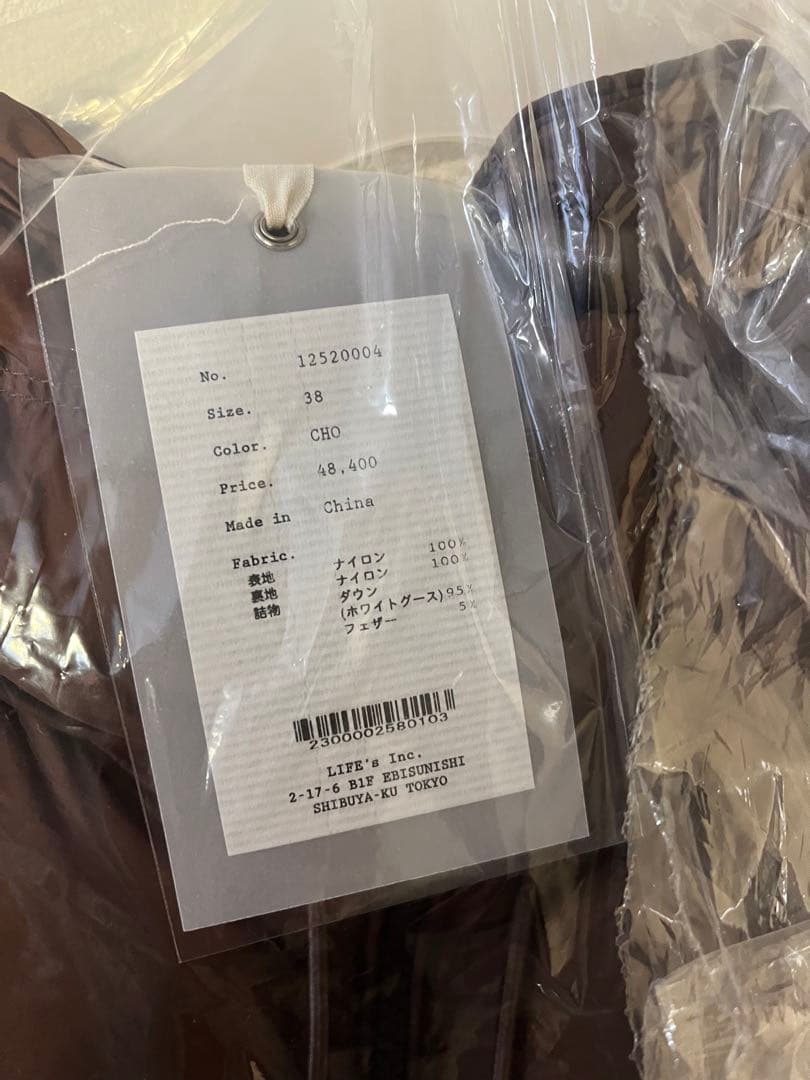 No. 12520004
Size. 38
Color. CHO
Price. 48,400
Made in China
Fabric.
表地 ナイロン 100%
裏地 ナイロン 100%
詰物 ダウン
(ホワイトグース) 95%
フェザー 5%
2300002580103
LIFE's Inc.
2-17-6 B1F EBISUNISHI
SHIBUYA-KU TOKYO